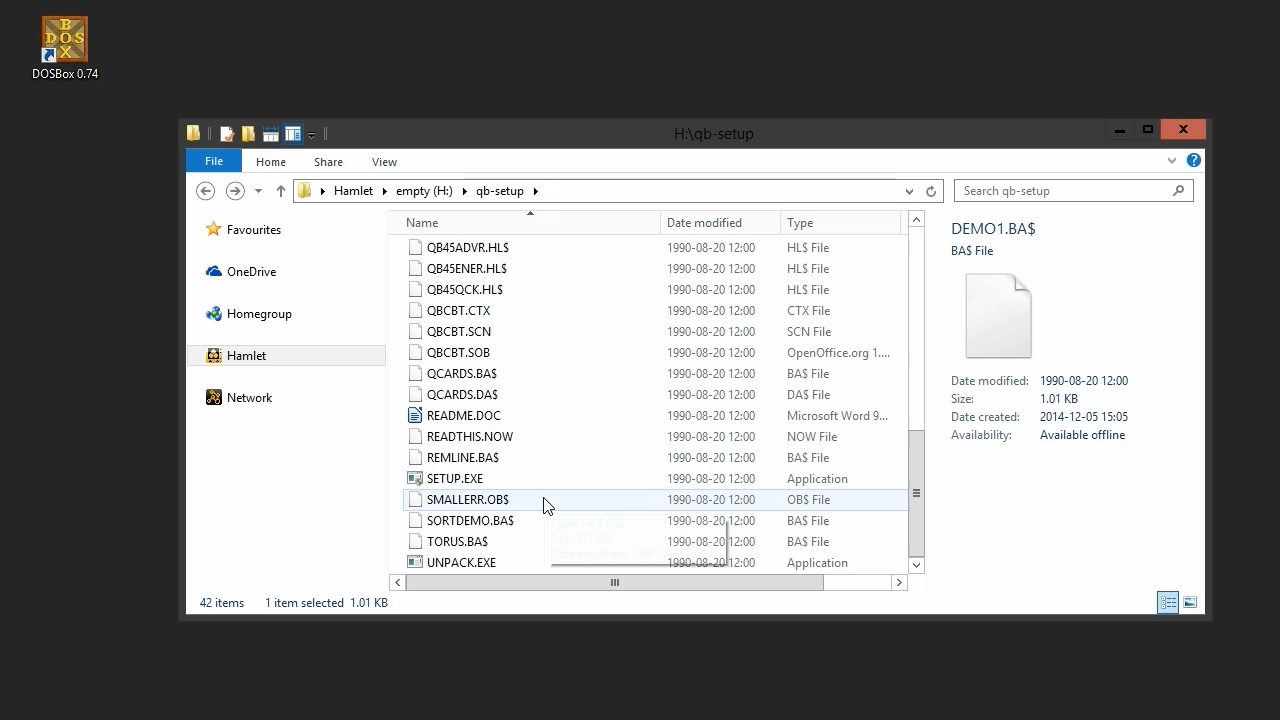 B
DOS
X
DOSBox 0.74
H:\qb-setup
File Home Share View
Hamlet empty (H:) qb-setup
Search qb-setup
Name Date modified Type
Favourites
OneDrive
Homegroup
Hamlet
Network
QB45ADVR.HL$ 1990-08-20 12:00 HL$ File
QB45ENER.HL$ 1990-08-20 12:00 HL$ File
QB45QCK.HL$ 1990-08-20 12:00 HL$ File
QBCBT.CTX 1990-08-20 12:00 CTX File
QBCBT.SCN 1990-08-20 12:00 SCN File
QBCBT.SOB 1990-08-20 12:00 OpenOffice.org 1....
QCARDS.BA$ 1990-08-20 12:00 BA$ File
QCARDS.DA$ 1990-08-20 12:00 DA$ File
README.DOC 1990-08-20 12:00 Microsoft Word 9...
READTHIS.NOW 1990-08-20 12:00 NOW File
REMLINE.BA$ 1990-08-20 12:00 BA$ File
SETUP.EXE 1990-08-20 12:00 Application
SMALLERR.OB$ 1990-08-20 12:00 OB$ File
SORTDEMO.BA$ 1990-08-20 12:00 BA$ File
TORUS.BA$ 1990-08-20 12:00 BA$ File
UNPACK.EXE 1990-08-20 12:00 Application
DEMO1.BA$
BA$ File
Date modified: 1990-08-20 12:00
Size: 1.01 KB
Date created: 2014-12-05 15:05
Availability: Available offline
42 items 1 item selected 1.01 KB